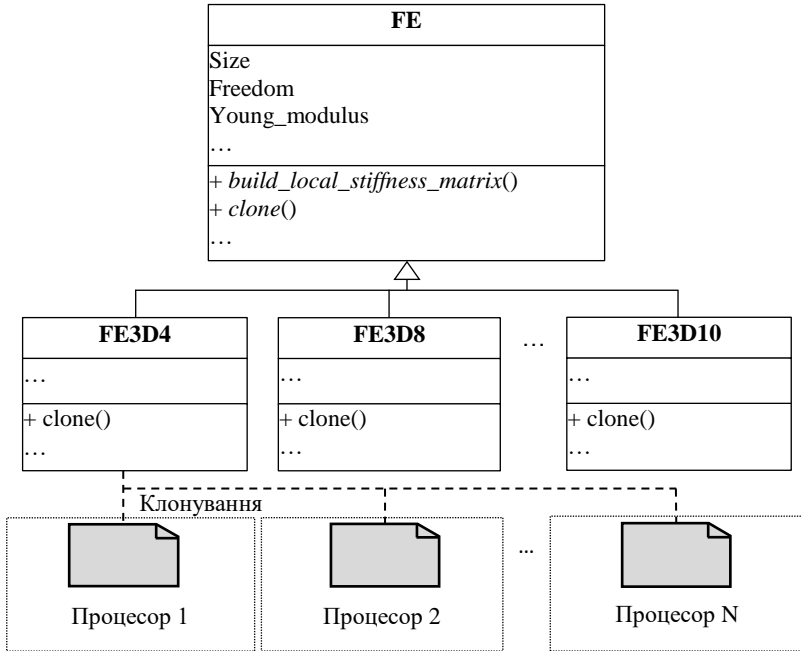 FE
Size
Freedom
Young_modulus
…
+ build_local_stiffness_matrix()
+ clone()
…
FE3D4
…
+ clone()
…
FE3D8
…
+ clone()
…
…
FE3D10
…
+ clone()
…
Клонування
Процесор 1
Процесор 2
...
Процесор N